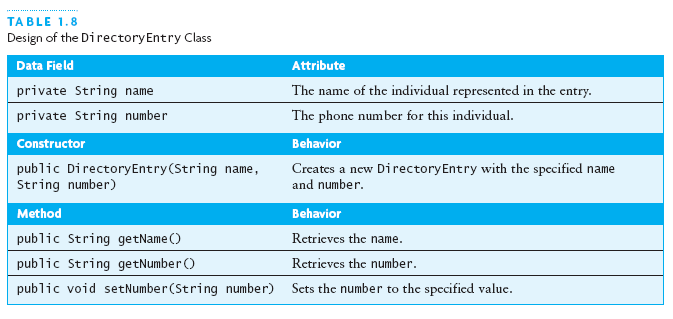 TABLE 1.8
Design of the DirectoryEntry Class
Data Field Attribute
private String name The name of the individual represented in the entry.
private String number The phone number for this individual.
Constructor Behavior
public DirectoryEntry(String name, Creates a new DirectoryEntry with the specified name
String number) and number.
Method Behavior
public String getName() Retrieves the name.
public String getNumber() Retrieves the number.
public void setNumber(String number) Sets the number to the specified value.